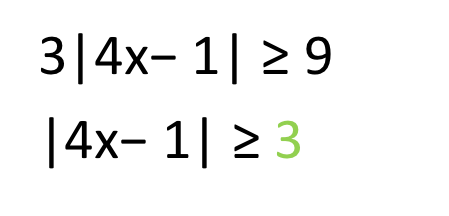 3|4x– 1| ≥ 9
|4x– 1| ≥ 3